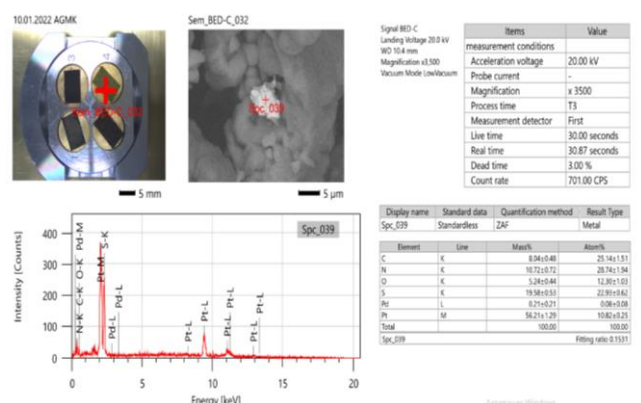 10.01.2022 AGMK
Sem_BED-C_032
5 mm
Spc_039
5 µm
Signal BED-C
Landing Voltage 20.0 kV
WD 10.4 mm
Magnification x3,500
Vacuum Mode LowVacuum
Items Value
measurement conditions
Acceleration voltage 20.00 kV
Probe current -
Magnification x 3500
Process time T3
Measurement detector First
Live time 30.00 seconds
Real time 30.87 seconds
Dead time 3.00 %
Count rate 701.00 CPS
Intensity [Counts]
400
300
200
100
0
N-K C-K O-K Pd-M
Pt-M S-K
Pd-L Pd-L
Pt-L Pt-L Pt-L Pt-L Pt-L Pt-L
Spc_039
0 5 10 15 20
Energy [keV]
Display name Standard data Quantification method Result Type
Spc_039 Standardless ZAF Metal
Element Line Mass% Atom%
C K 8.04±0.48 25.14±1.51
N K 10.72±0.72 28.74±1.94
O K 5.24±0.44 12.30±1.03
S K 19.58±0.53 22.93±0.62
Pd L 0.21±0.21 0.08±0.08
Pt M 56.21±1.29 10.82±0.25
Total 100.00 100.00
Spc_039 Fitting ratio 0.1531